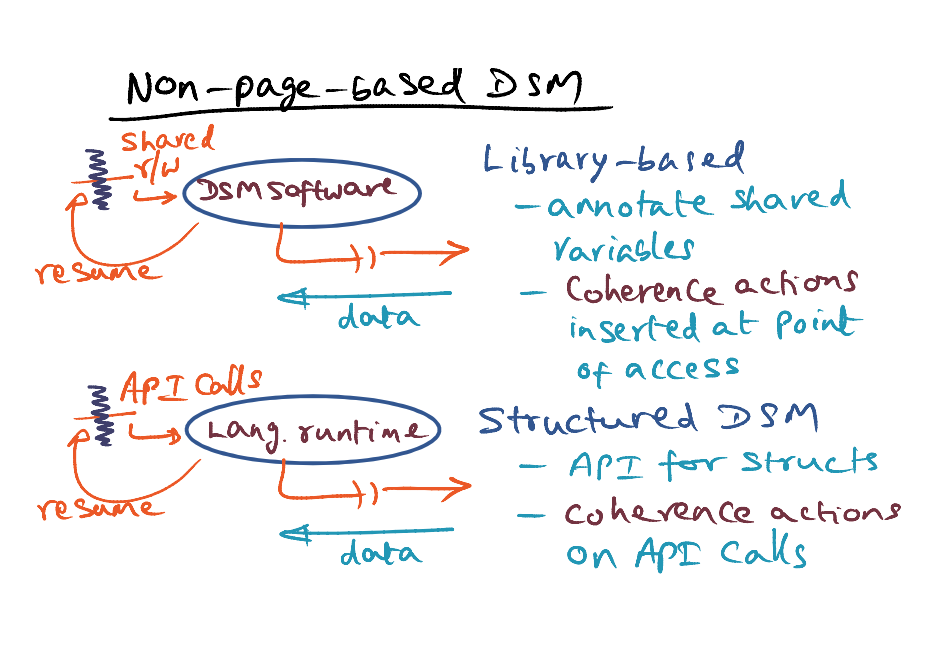 Non-page-based DSM
shared
r/w
DSM software
resume
data
Library-based
- annotate shared
variables
- Coherence actions
inserted at point
of access
API Calls
Lang. runtime
resume
data
Structured DSM
- API for structs
- Coherence actions
on API Calls